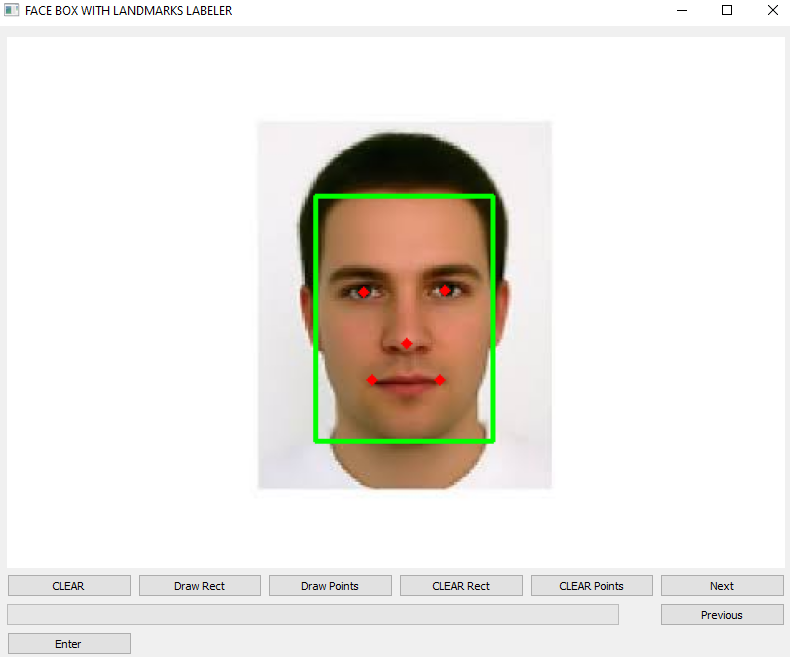 FACE BOX WITH LANDMARKS LABELER
CLEAR
Draw Rect
Draw Points
CLEAR Rect
CLEAR Points
Next
Previous
Enter